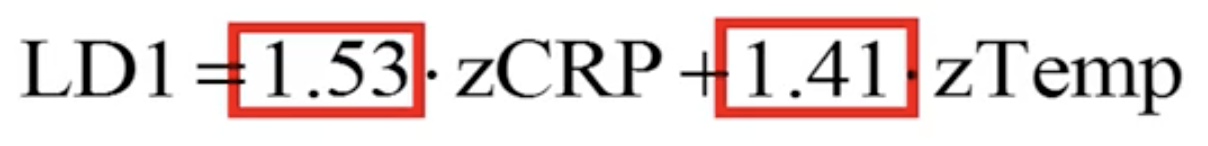 LD1 = 1.53 · zCRP + 1.41 · zTemp